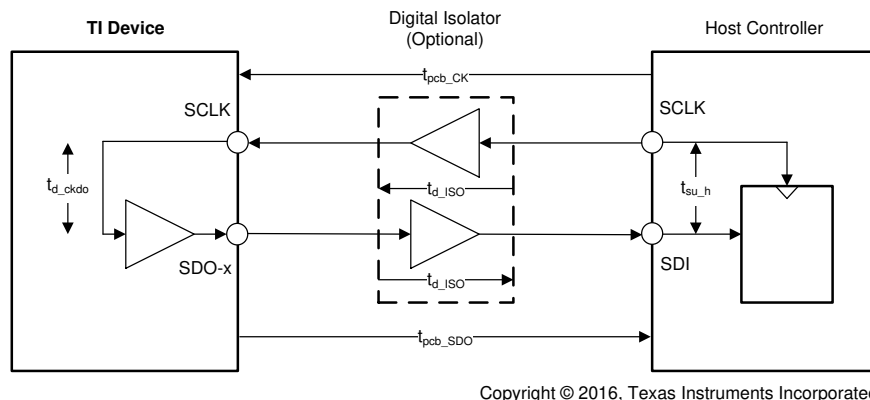 TI Device
Digital Isolator
(Optional)
Host Controller
tpcb_CK
SCLK
SCLK
td_ckdo
td_ISO
tsu_h
SDO-x
SDI
td_ISO
tpcb_SDO
Copyright © 2016, Texas Instruments Incorporated